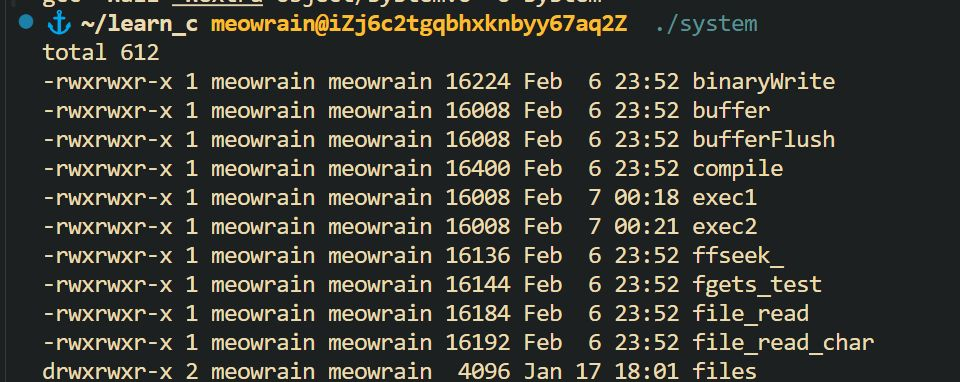 ~/learn_c meowrain@iZj6c2tgqbhxknbyy67aq2Z ./system
total 612
-rwxrwxr-x 1 meowrain meowrain 16224 Feb  6 23:52 binaryWrite
-rwxrwxr-x 1 meowrain meowrain 16008 Feb  6 23:52 buffer
-rwxrwxr-x 1 meowrain meowrain 16008 Feb  6 23:52 bufferFlush
-rwxrwxr-x 1 meowrain meowrain 16400 Feb  6 23:52 compile
-rwxrwxr-x 1 meowrain meowrain 16008 Feb  7 00:18 exec1
-rwxrwxr-x 1 meowrain meowrain 16008 Feb  7 00:21 exec2
-rwxrwxr-x 1 meowrain meowrain 16136 Feb  6 23:52 ffseek_
-rwxrwxr-x 1 meowrain meowrain 16144 Feb  6 23:52 fgets_test
-rwxrwxr-x 1 meowrain meowrain 16184 Feb  6 23:52 file_read
-rwxrwxr-x 1 meowrain meowrain 16192 Feb  6 23:52 file_read_char
drwxrwxr-x 2 meowrain meowrain  4096 Jan 17 18:01 files